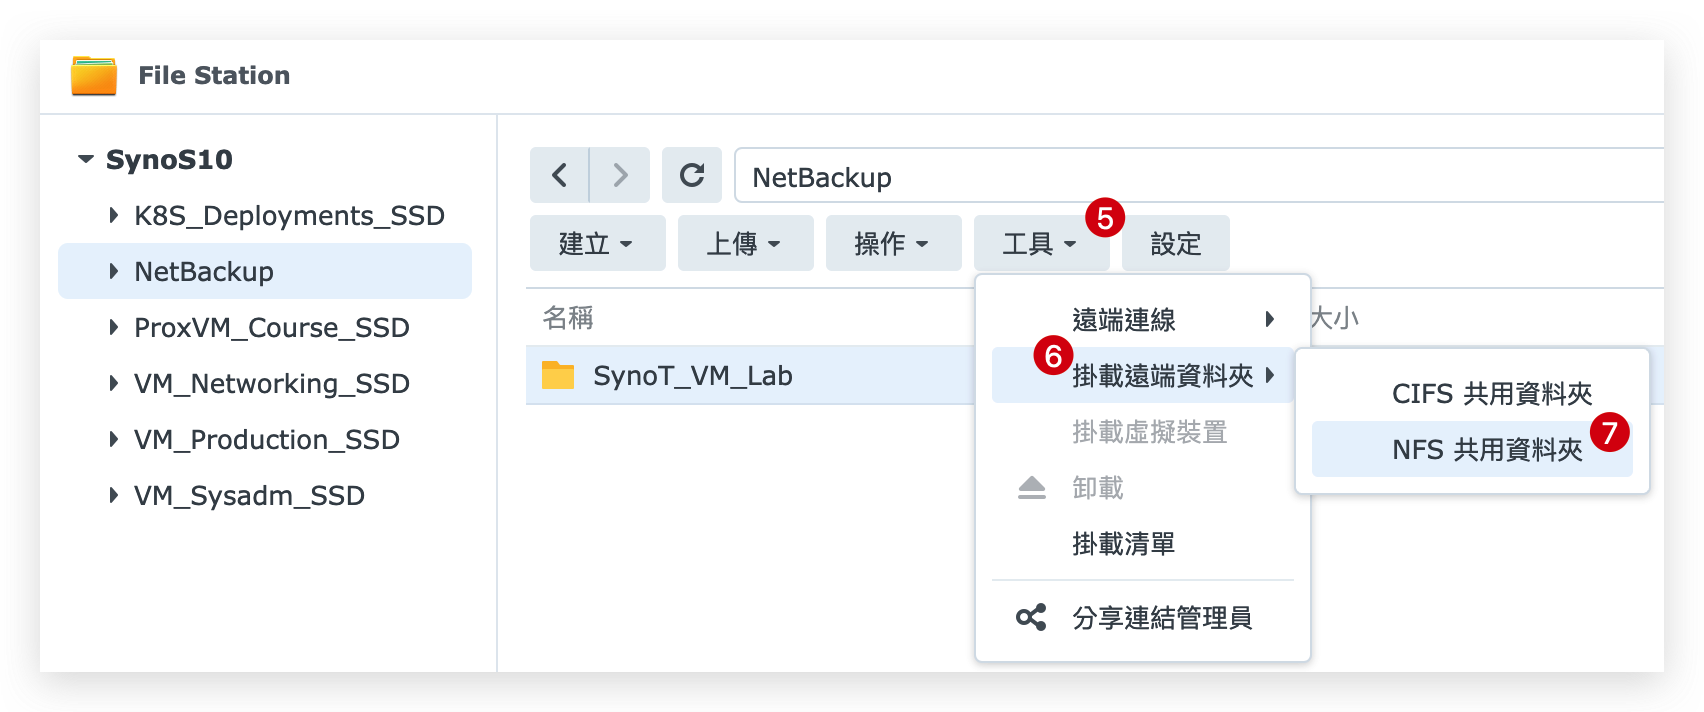 File Station
SynoS10
K8S_Deployments_SSD
NetBackup
ProxVM_Course_SSD
VM_Networking_SSD
VM_Production_SSD
VM_Sysadm_SSD
NetBackup
建立 上傳 操作 工具 5 設定
名稱 大小
SynoT_VM_Lab
遠端連線
6 掛載遠端資料夾
掛載虛擬裝置
卸載
掛載清單
分享連結管理員
CIFS 共用資料夾
NFS 共用資料夾 7